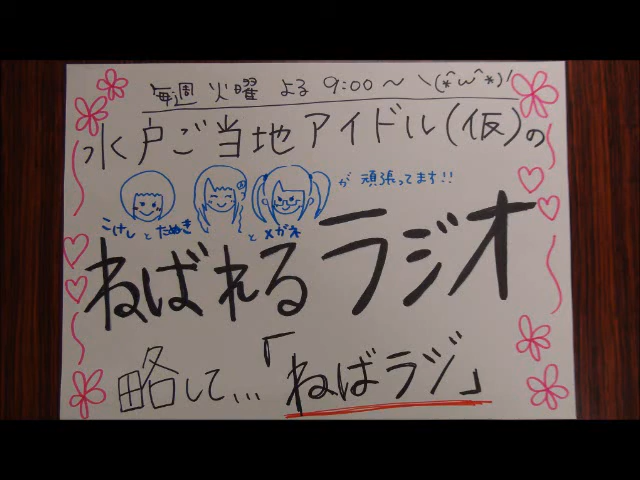 毎週 火曜 よる 9:00〜 \(*^ω^*)/
水戸ご当地アイドル(仮)の
こけしとたぬきとメガネが 頑張ってます!!
ねばれるラジオ
略して...「ねばラジ」